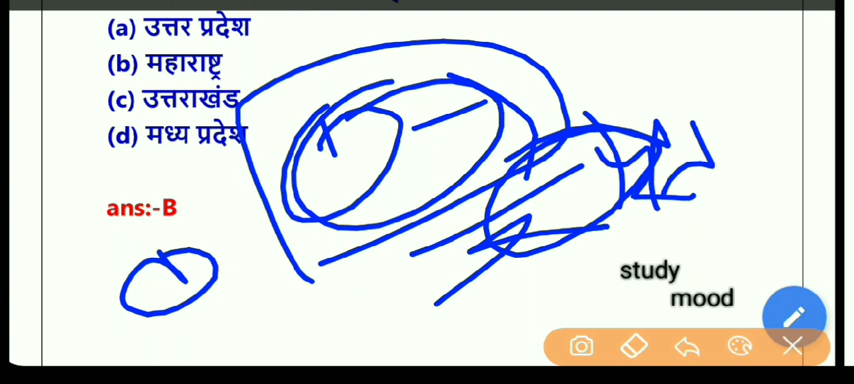 (a) उत्तर प्रदेश
(b) महाराष्ट्र
(c) उत्तराखंड
(d) मध्य प्रदेश
ans:-B
study
mood